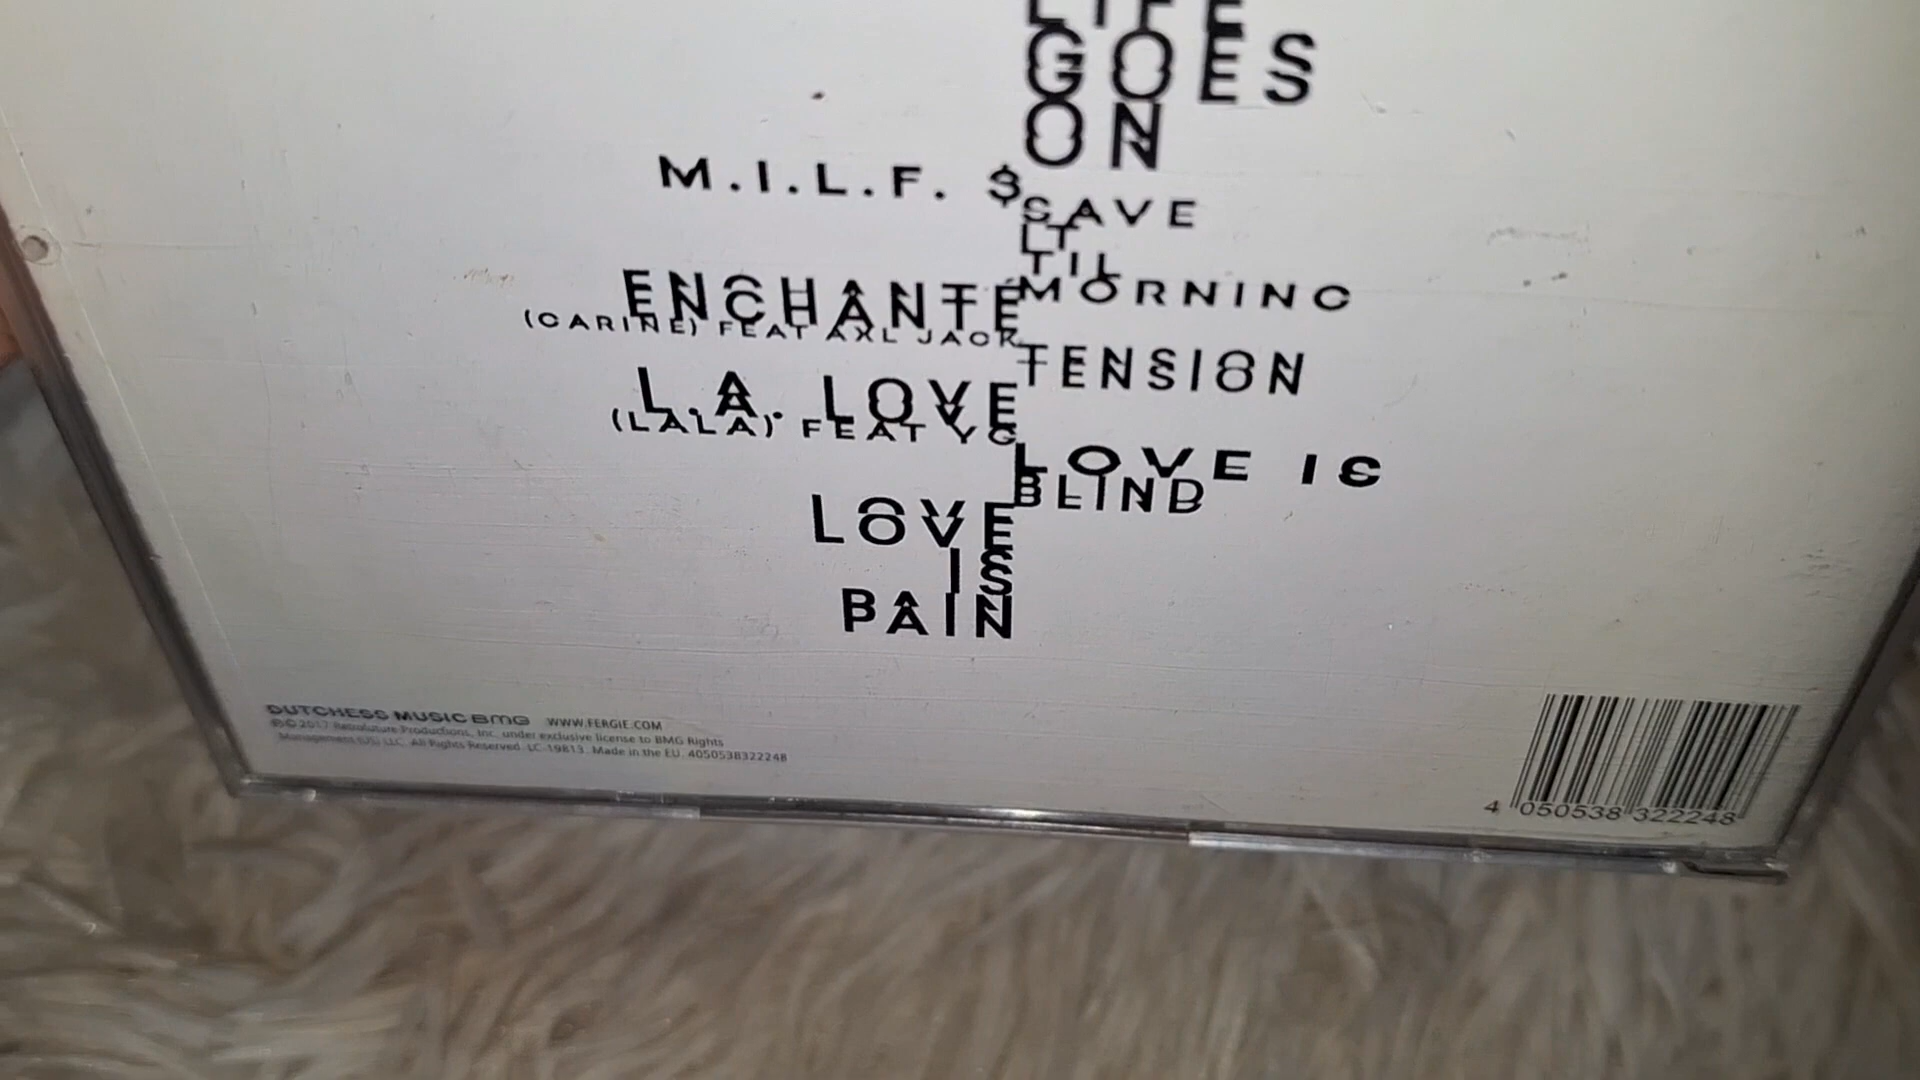 LIFE
GOES
ON
M.I.L.F. $
SAVE
IT
TIL
MORNING
ENCHANTÉ
(CARINE) FEAT AXL JACK
TENSION
L.A. LOVE
(LALA) FEAT YG
LOVE IS
BLIND
LOVE
IS
PAIN
DUTCHESS MUSIC BMG WWW.FERGIE.COM
℗© 2017 Retrofuture Productions, Inc. under exclusive license to BMG Rights
Management (US) LLC. All Rights Reserved. LC-19813. Made in the EU. 4050538322248
4 050538 322248